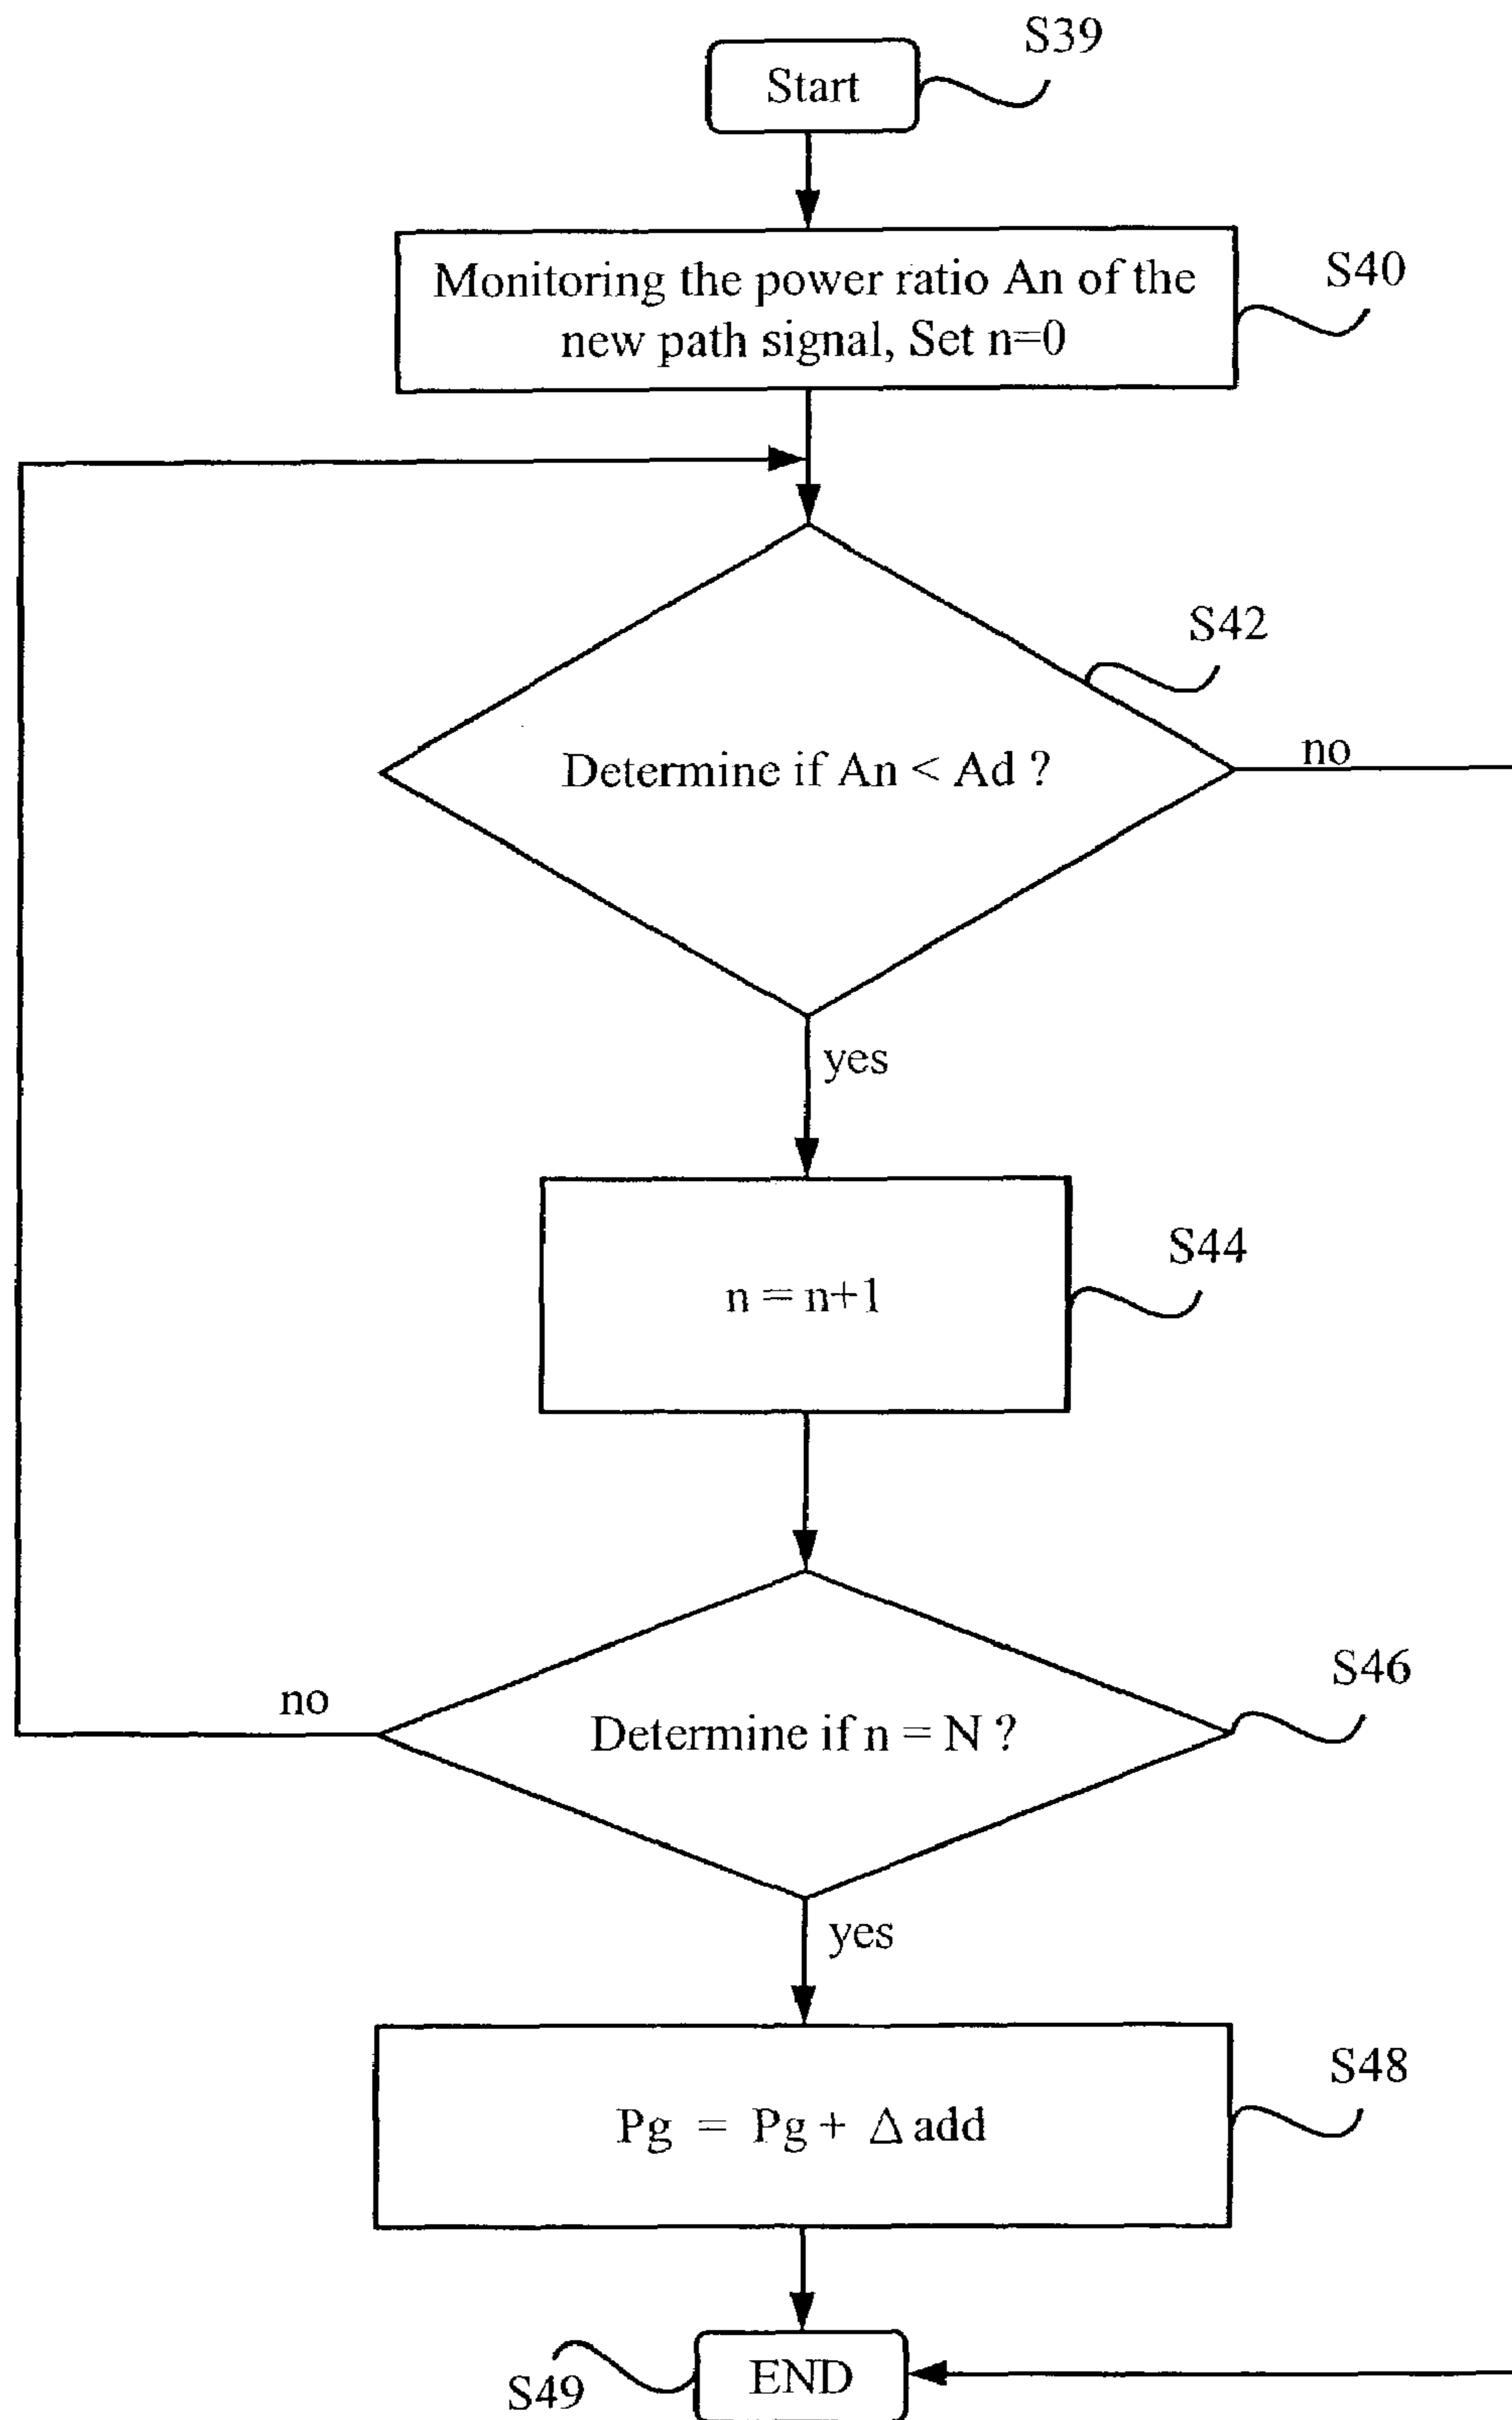 S39
Start
S40
Monitoring the power ratio An of the
new path signal, Set n=0
S42
Determine if An < Ad ?
no
yes
S44
n = n+1
S46
no
Determine if n = N ?
yes
S48
Pg = Pg + Δ add
END
S49